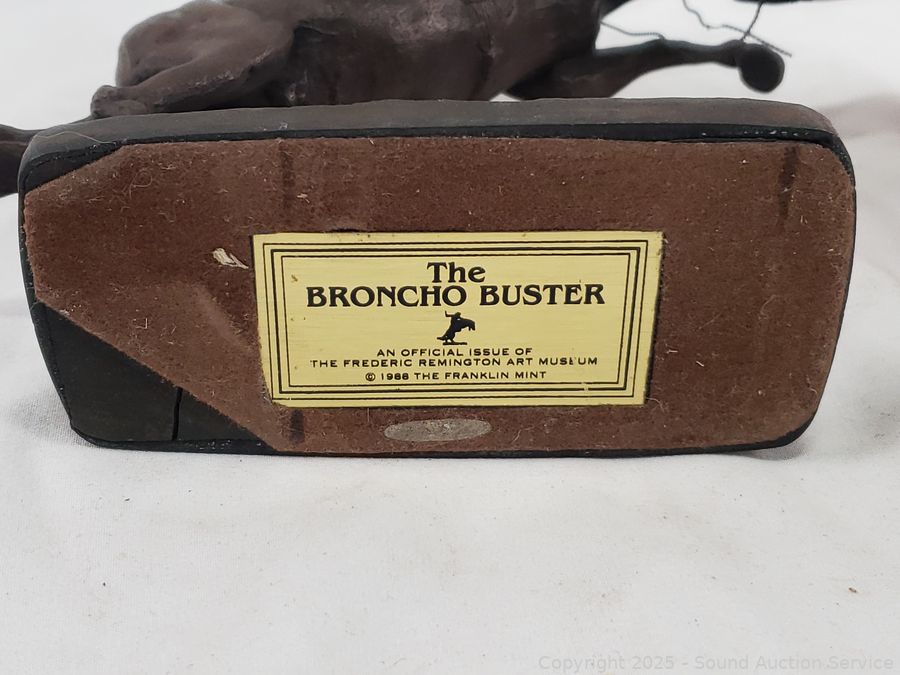 The
BRONCHO BUSTER
AN OFFICIAL ISSUE OF
THE FREDERIC REMINGTON ART MUSEUM
© 1988 THE FRANKLIN MINT
Copyright 2025 - Sound Auction Service